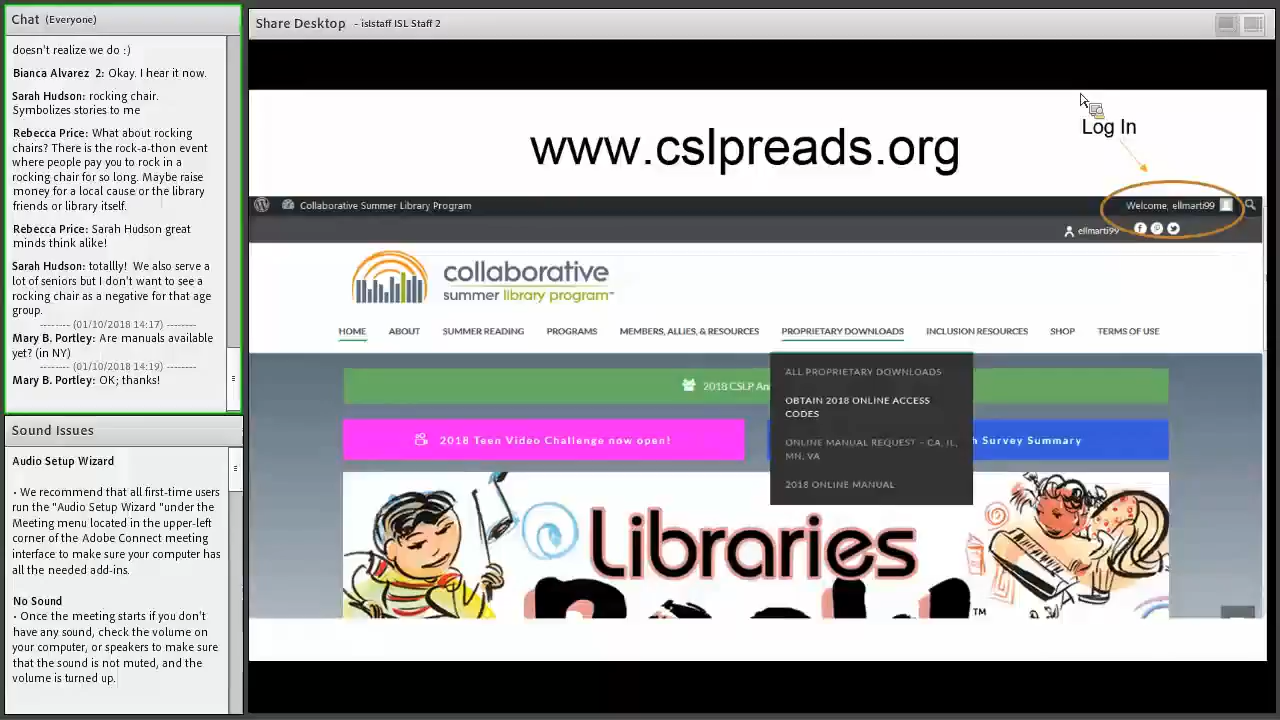 Chat (Everyone)
doesn't realize we do :)
Bianca Alvarez 2: Okay. I hear it now.
Sarah Hudson: rocking chair.
Symbolizes stories to me
Rebecca Price: What about rocking
chairs? There is the rock-a-thon event
where people pay you to rock in a
rocking chair for so long. Maybe raise
money for a local cause or the library
friends or library itself.
Rebecca Price: Sarah Hudson great
minds think alike!
Sarah Hudson: totallly! We also serve a
lot of seniors but I don't want to see a
rocking chair as a negative for that age
group.
-------- (01/10/2018 14:17) --------
Mary B. Portley: Are manuals available
yet? (in NY)
-------- (01/10/2018 14:19) --------
Mary B. Portley: OK; thanks!
Sound Issues
Audio Setup Wizard
• We recommend that all first-time users
run the "Audio Setup Wizard "under the
Meeting menu located in the upper-left
corner of the Adobe Connect meeting
interface to make sure your computer has
all the needed add-ins.
No Sound
• Once the meeting starts if you don't
have any sound, check the volume on
your computer, or speakers to make sure
that the sound is not muted, and the
volume is turned up.
Share Desktop - islstaff ISL Staff 2
Log In
www.cslpreads.org
Collaborative Summer Library Program
Welcome, ellmarti99
ellmarti99
collaborative
summer library program™
HOME ABOUT SUMMER READING PROGRAMS MEMBERS, ALLIES, & RESOURCES PROPRIETARY DOWNLOADS INCLUSION RESOURCES SHOP TERMS OF USE
2018 CSLP
ALL PROPRIETARY DOWNLOADS
OBTAIN 2018 ONLINE ACCESS
CODES
ONLINE MANUAL REQUEST – CA, IL,
MN, VA
2018 ONLINE MANUAL
2018 Teen Video Challenge now open!
Survey Summary
Libraries
™